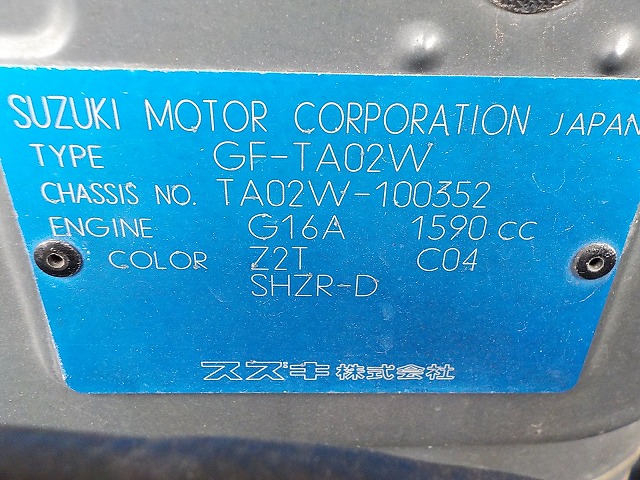 SUZUKI MOTOR CORPORATION JAPAN
TYPE GF-TA02W
CHASSIS NO. TA02W-100352
ENGINE G16A 1590 cc
COLOR Z2T C04
SHZR-D
スズキ株式会社